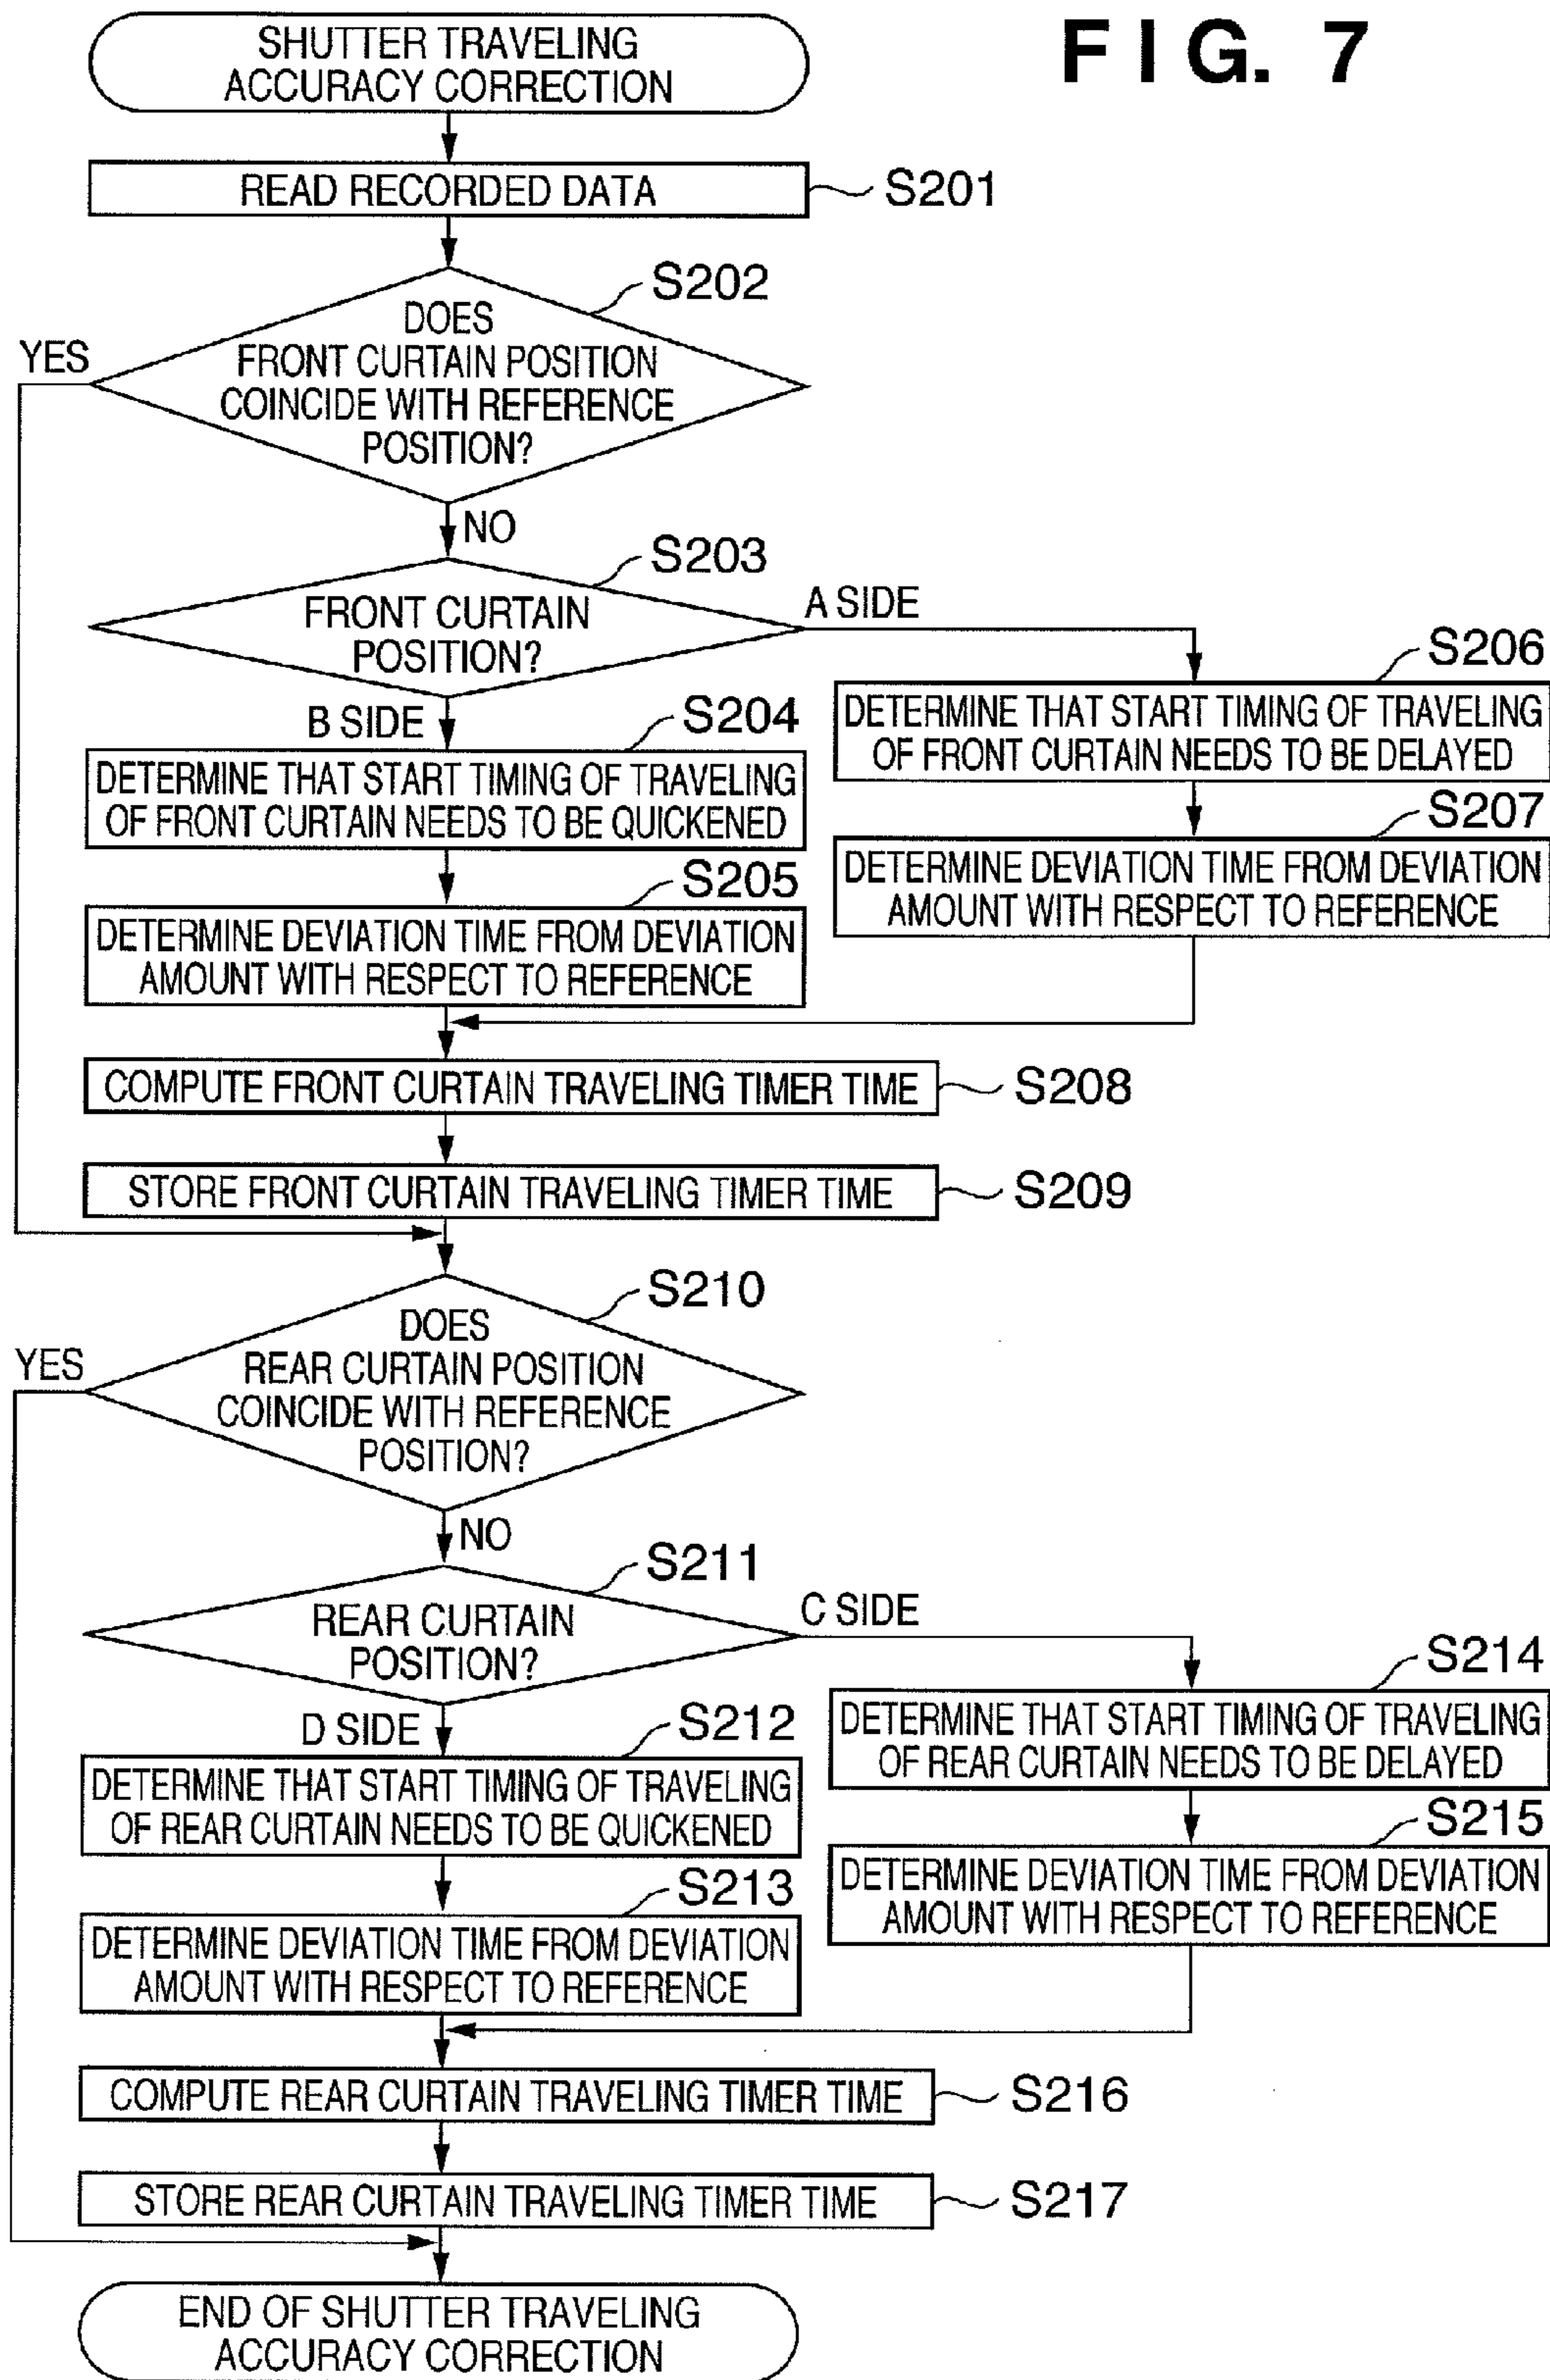 FIG. 7
SHUTTER TRAVELING
ACCURACY CORRECTION
READ RECORDED DATA
S201
S202
DOES
FRONT CURTAIN POSITION
COINCIDE WITH REFERENCE
POSITION?
YES
NO
S203
FRONT CURTAIN
POSITION?
A SIDE
B SIDE
S204
DETERMINE THAT START TIMING OF TRAVELING
OF FRONT CURTAIN NEEDS TO BE QUICKENED
S205
DETERMINE DEVIATION TIME FROM DEVIATION
AMOUNT WITH RESPECT TO REFERENCE
S206
DETERMINE THAT START TIMING OF TRAVELING
OF FRONT CURTAIN NEEDS TO BE DELAYED
S207
DETERMINE DEVIATION TIME FROM DEVIATION
AMOUNT WITH RESPECT TO REFERENCE
COMPUTE FRONT CURTAIN TRAVELING TIMER TIME
S208
STORE FRONT CURTAIN TRAVELING TIMER TIME
S209
S210
DOES
REAR CURTAIN POSITION
COINCIDE WITH REFERENCE
POSITION?
YES
NO
S211
REAR CURTAIN
POSITION?
C SIDE
D SIDE
S212
DETERMINE THAT START TIMING OF TRAVELING
OF REAR CURTAIN NEEDS TO BE QUICKENED
S213
DETERMINE DEVIATION TIME FROM DEVIATION
AMOUNT WITH RESPECT TO REFERENCE
S214
DETERMINE THAT START TIMING OF TRAVELING
OF REAR CURTAIN NEEDS TO BE DELAYED
S215
DETERMINE DEVIATION TIME FROM DEVIATION
AMOUNT WITH RESPECT TO REFERENCE
COMPUTE REAR CURTAIN TRAVELING TIMER TIME
S216
STORE REAR CURTAIN TRAVELING TIMER TIME
S217
END OF SHUTTER TRAVELING
ACCURACY CORRECTION